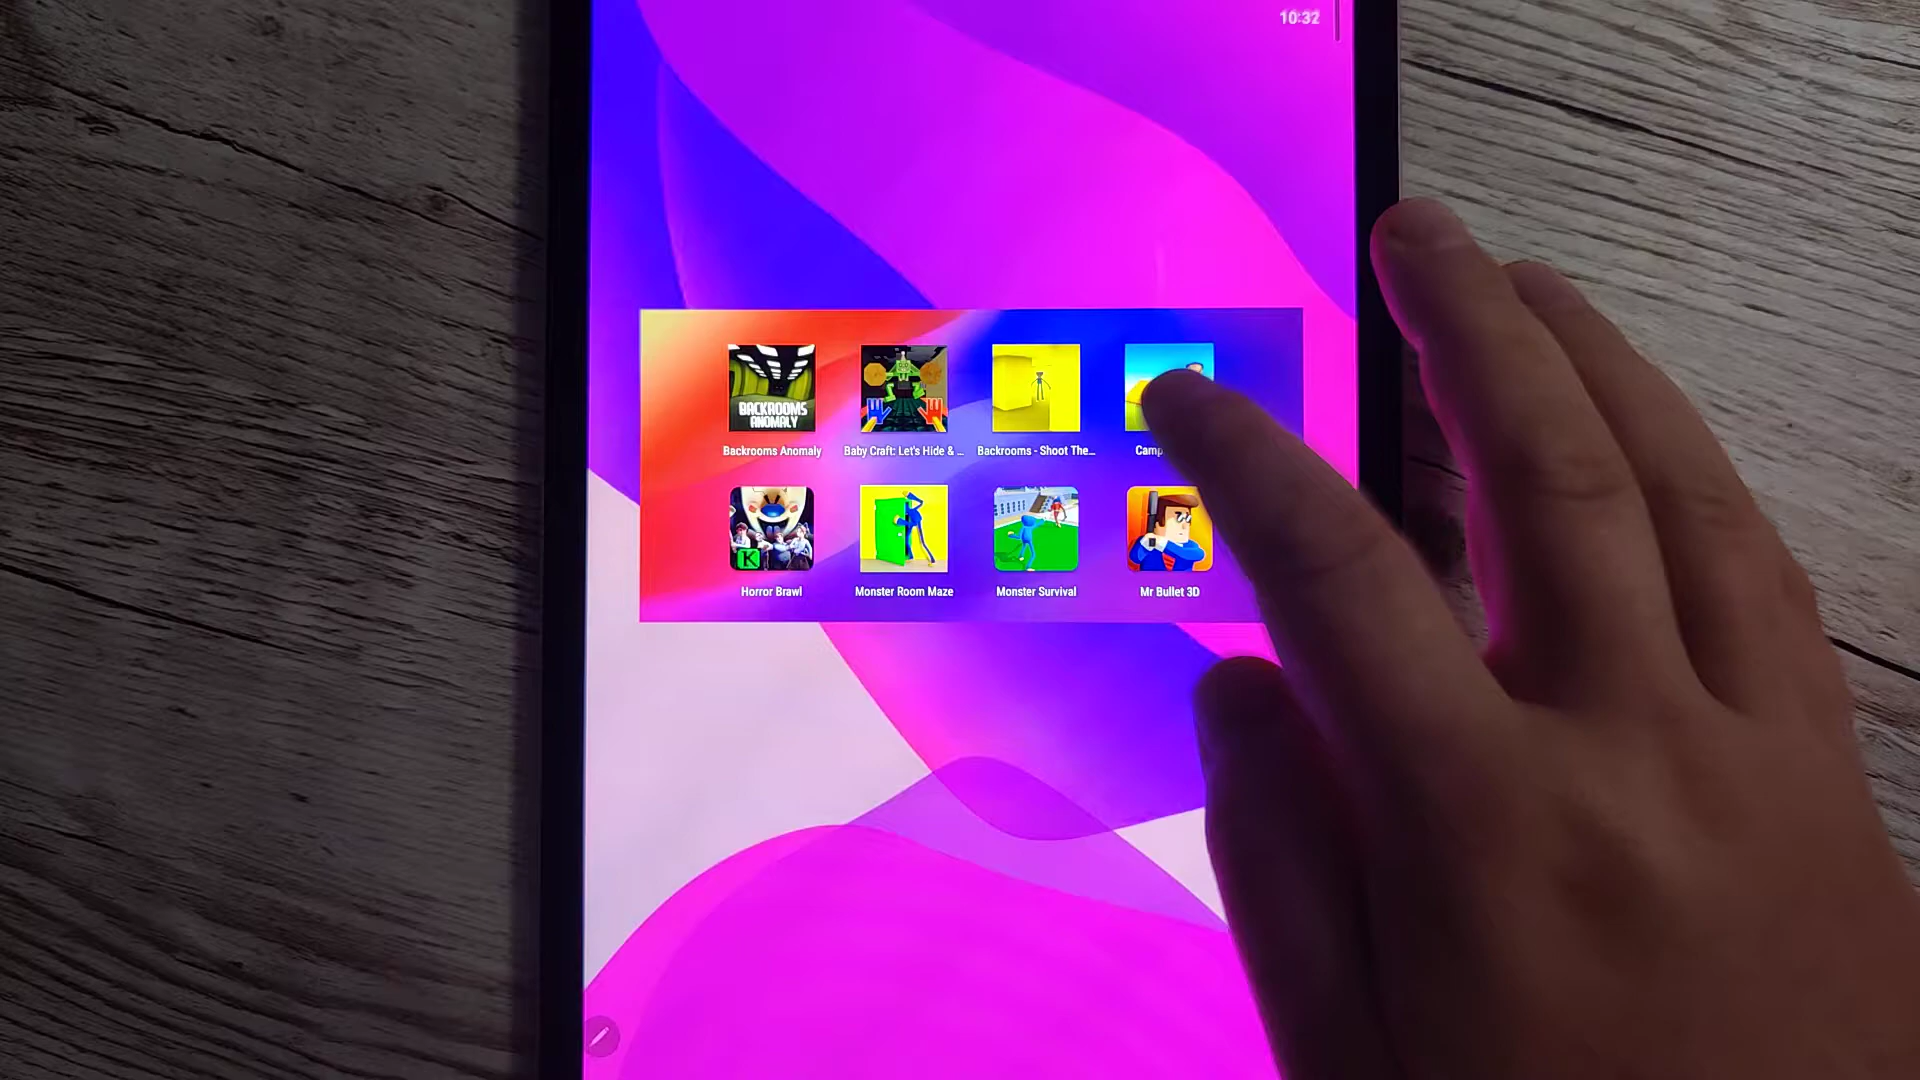 10:32
BACKROOMS
ANOMALY
Backrooms Anomaly
Baby Craft: Let's Hide & ...
Backrooms - Shoot The...
K
Horror Brawl
Monster Room Maze
Monster Survival
Mr Bullet 3D